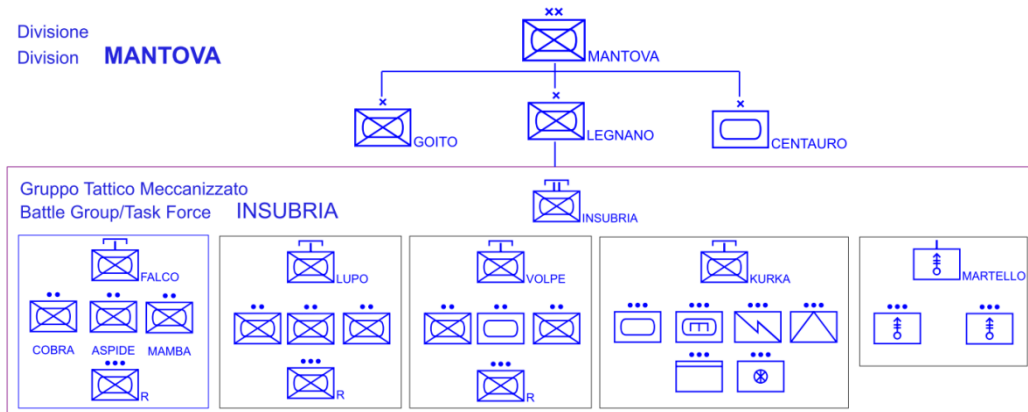 Divisione
Division MANTOVA
MANTOVA
GOITO
LEGNANO
CENTAURO
Gruppo Tattico Meccanizzato
Battle Group/Task Force INSUBRIA
INSUBRIA
FALCO
LUPO
VOLPE
KURKA
MARTELLO
COBRA
ASPIDE
MAMBA
R
R
R